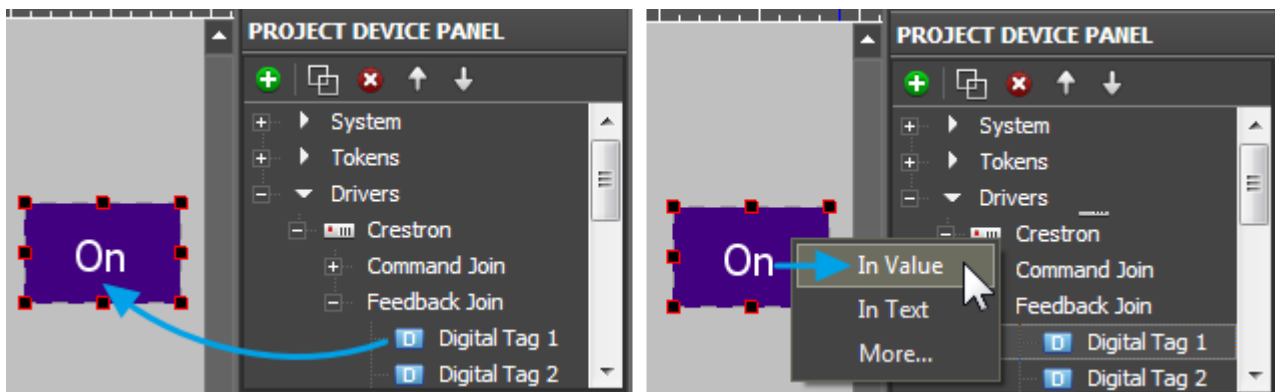 PROJECT DEVICE PANEL
System
Tokens
Drivers
Crestron
Command Join
Feedback Join
D Digital Tag 1
D Digital Tag 2
On
PROJECT DEVICE PANEL
System
Tokens
Drivers
Crestron
Command Join
Feedback Join
D Digital Tag 1
D Digital Tag 2
On
In Value
In Text
More...